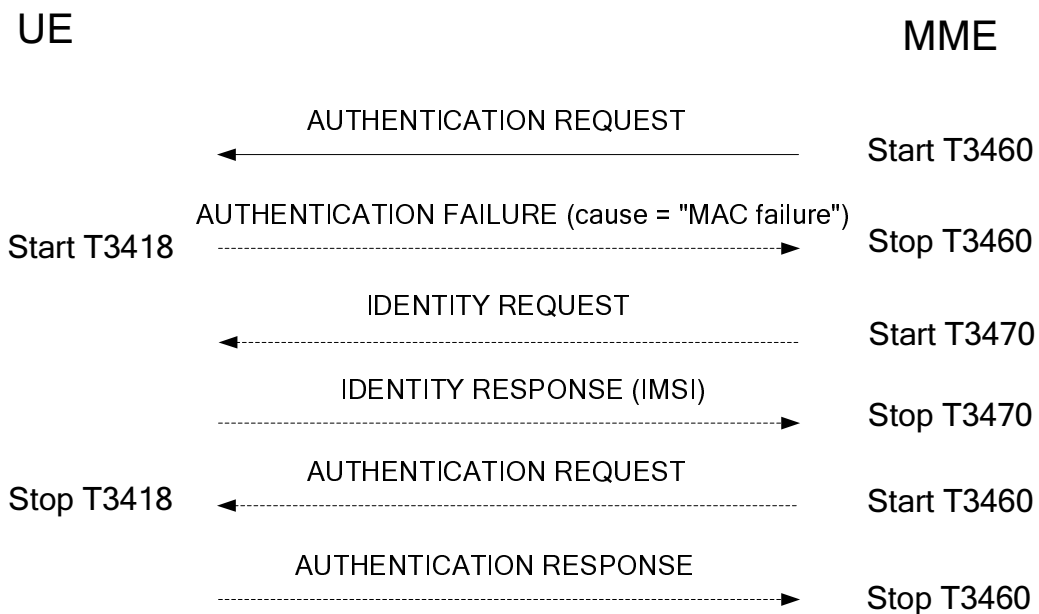 UE
MME
AUTHENTICATION REQUEST
Start T3460
AUTHENTICATION FAILURE (cause = "MAC failure")
Start T3418
Stop T3460
IDENTITY REQUEST
Start T3470
IDENTITY RESPONSE (IMSI)
Stop T3470
AUTHENTICATION REQUEST
Stop T3418
Start T3460
AUTHENTICATION RESPONSE
Stop T3460